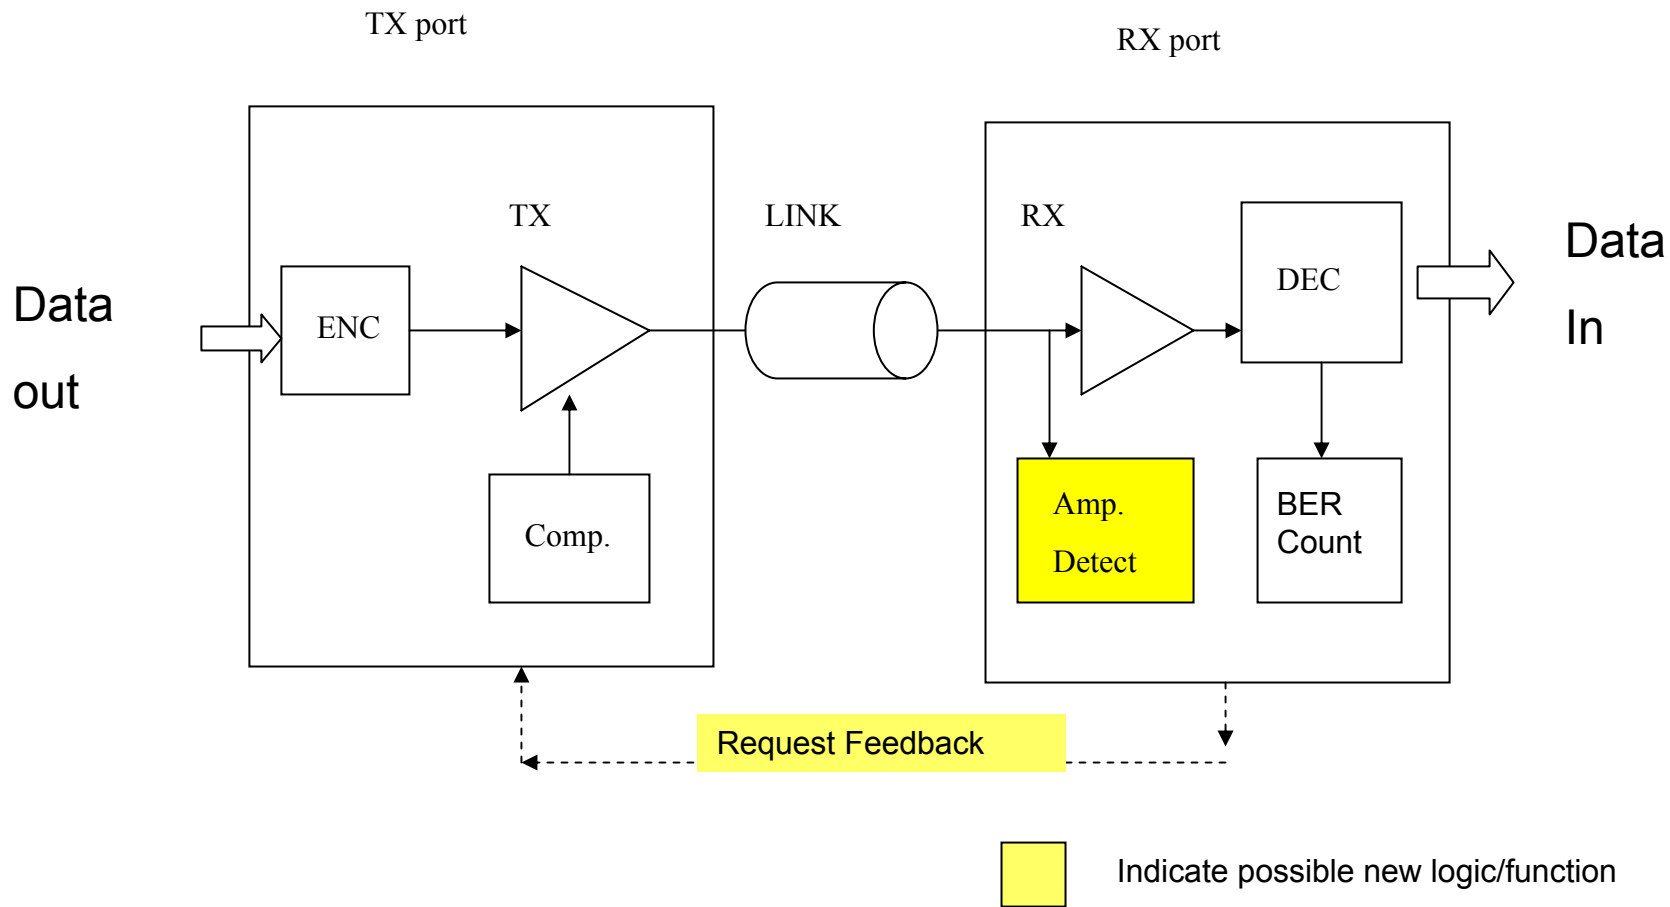 TX port
RX port
TX
LINK
RX
Data
out
ENC
Comp.
DEC
Data
In
Amp.
Detect
BER
Count
Request Feedback
Indicate possible new logic/function